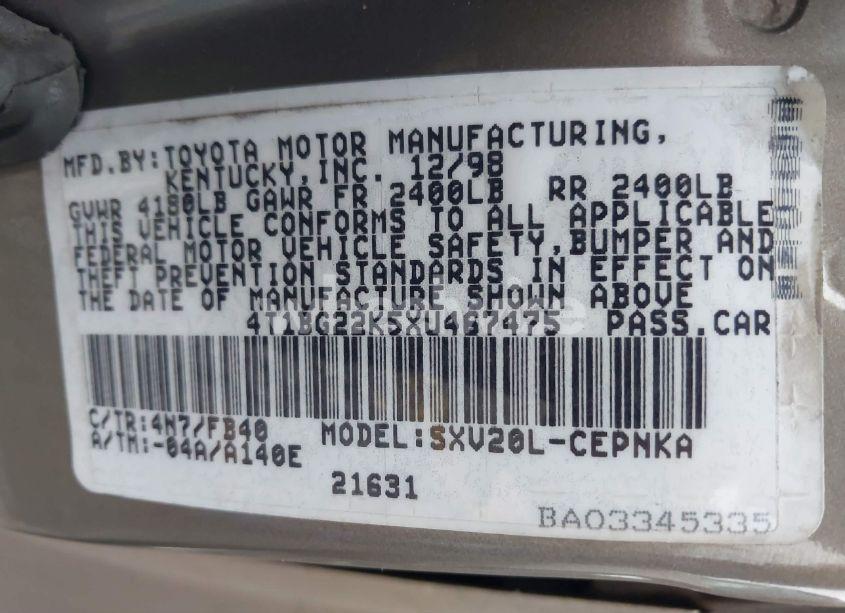 MFD.BY:TOYOTA MOTOR MANUFACTURING,
KENTUCKY,INC. 12/98
GVWR 4180LB GAWR FR 2400LB RR 2400LB
THIS VEHICLE CONFORMS TO ALL APPLICABLE
FEDERAL MOTOR VEHICLE SAFETY,BUMPER AND
THEFT PREVENTION STANDARDS IN EFFECT ON
THE DATE OF MANUFACTURE SHOWN ABOVE
PASS.CAR
C/TR:4N7/FB40 MODEL:SXV20L-CEPNKA
A/TM:-04A/A140E
21631
BA03345335